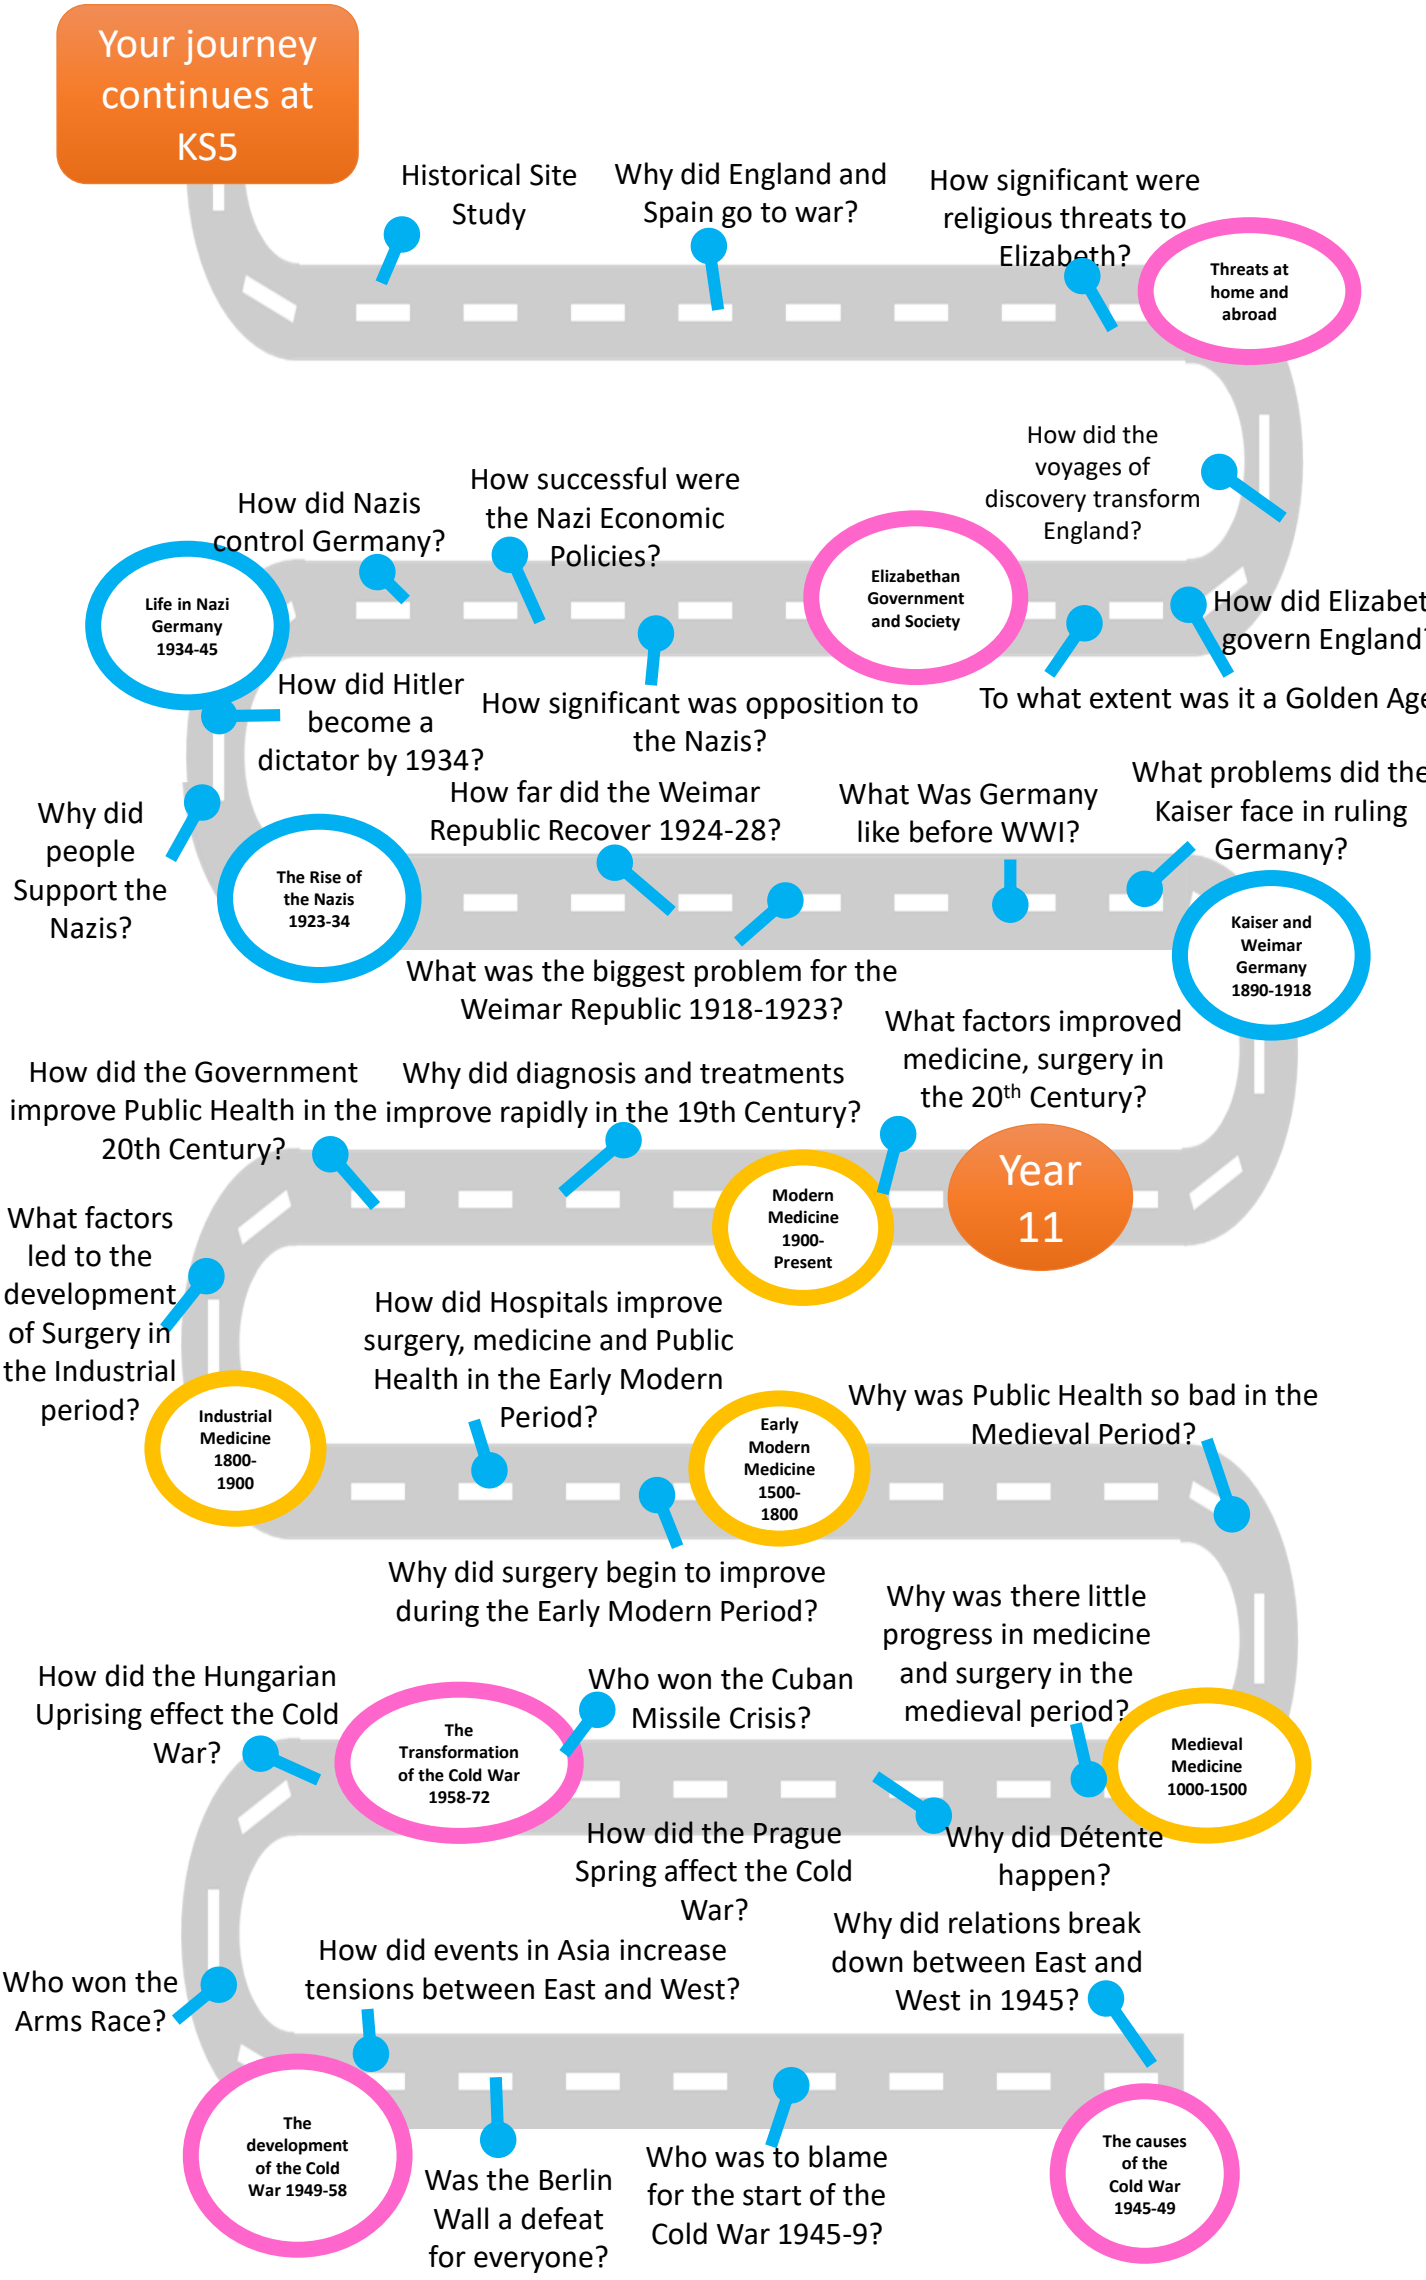 Your journey
continues at
KS5
Historical Site
Study
Why did England and
Spain go to war?
How significant were
religious threats to
Elizabeth?
Threats at
home and
abroad
How did the
voyages of
discovery transform
England?
How did Nazis
control Germany?
How successful were
the Nazi Economic
Policies?
Life in Nazi
Germany
1934-45
Elizabethan
Government
and Society
How did Elizabet
govern England?
To what extent was it a Golden Age
How did Hitler
become a
dictator by 1934?
How significant was opposition to
the Nazis?
Why did
people
Support the
Nazis?
How far did the Weimar
Republic Recover 1924-28?
What Was Germany
like before WWI?
What problems did the
Kaiser face in ruling
Germany?
The Rise of
the Nazis
1923-34
Kaiser and
Weimar
Germany
1890-1918
What was the biggest problem for the
Weimar Republic 1918-1923?
How did the Government
improve Public Health in the
20th Century?
Why did diagnosis and treatments
improve rapidly in the 19th Century?
What factors improved
medicine, surgery in
the 20th Century?
Year
11
Modern
Medicine
1900-
Present
What factors
led to the
development
of Surgery in
the Industrial
period?
How did Hospitals improve
surgery, medicine and Public
Health in the Early Modern
Period?
Why was Public Health so bad in the
Medieval Period?
Industrial
Medicine
1800-
1900
Early
Modern
Medicine
1500-
1800
Why did surgery begin to improve
during the Early Modern Period?
Why was there little
progress in medicine
and surgery in the
medieval period?
How did the Hungarian
Uprising effect the Cold
War?
The
Transformation
of the Cold War
1958-72
Who won the Cuban
Missile Crisis?
Medieval
Medicine
1000-1500
How did the Prague
Spring affect the Cold
War?
Why did Détente
happen?
Who won the
Arms Race?
How did events in Asia increase
tensions between East and West?
Why did relations break
down between East and
West in 1945?
The
development
of the Cold
War 1949-58
Was the Berlin
Wall a defeat
for everyone?
Who was to blame
for the start of the
Cold War 1945-9?
The causes
of the
Cold War
1945-49